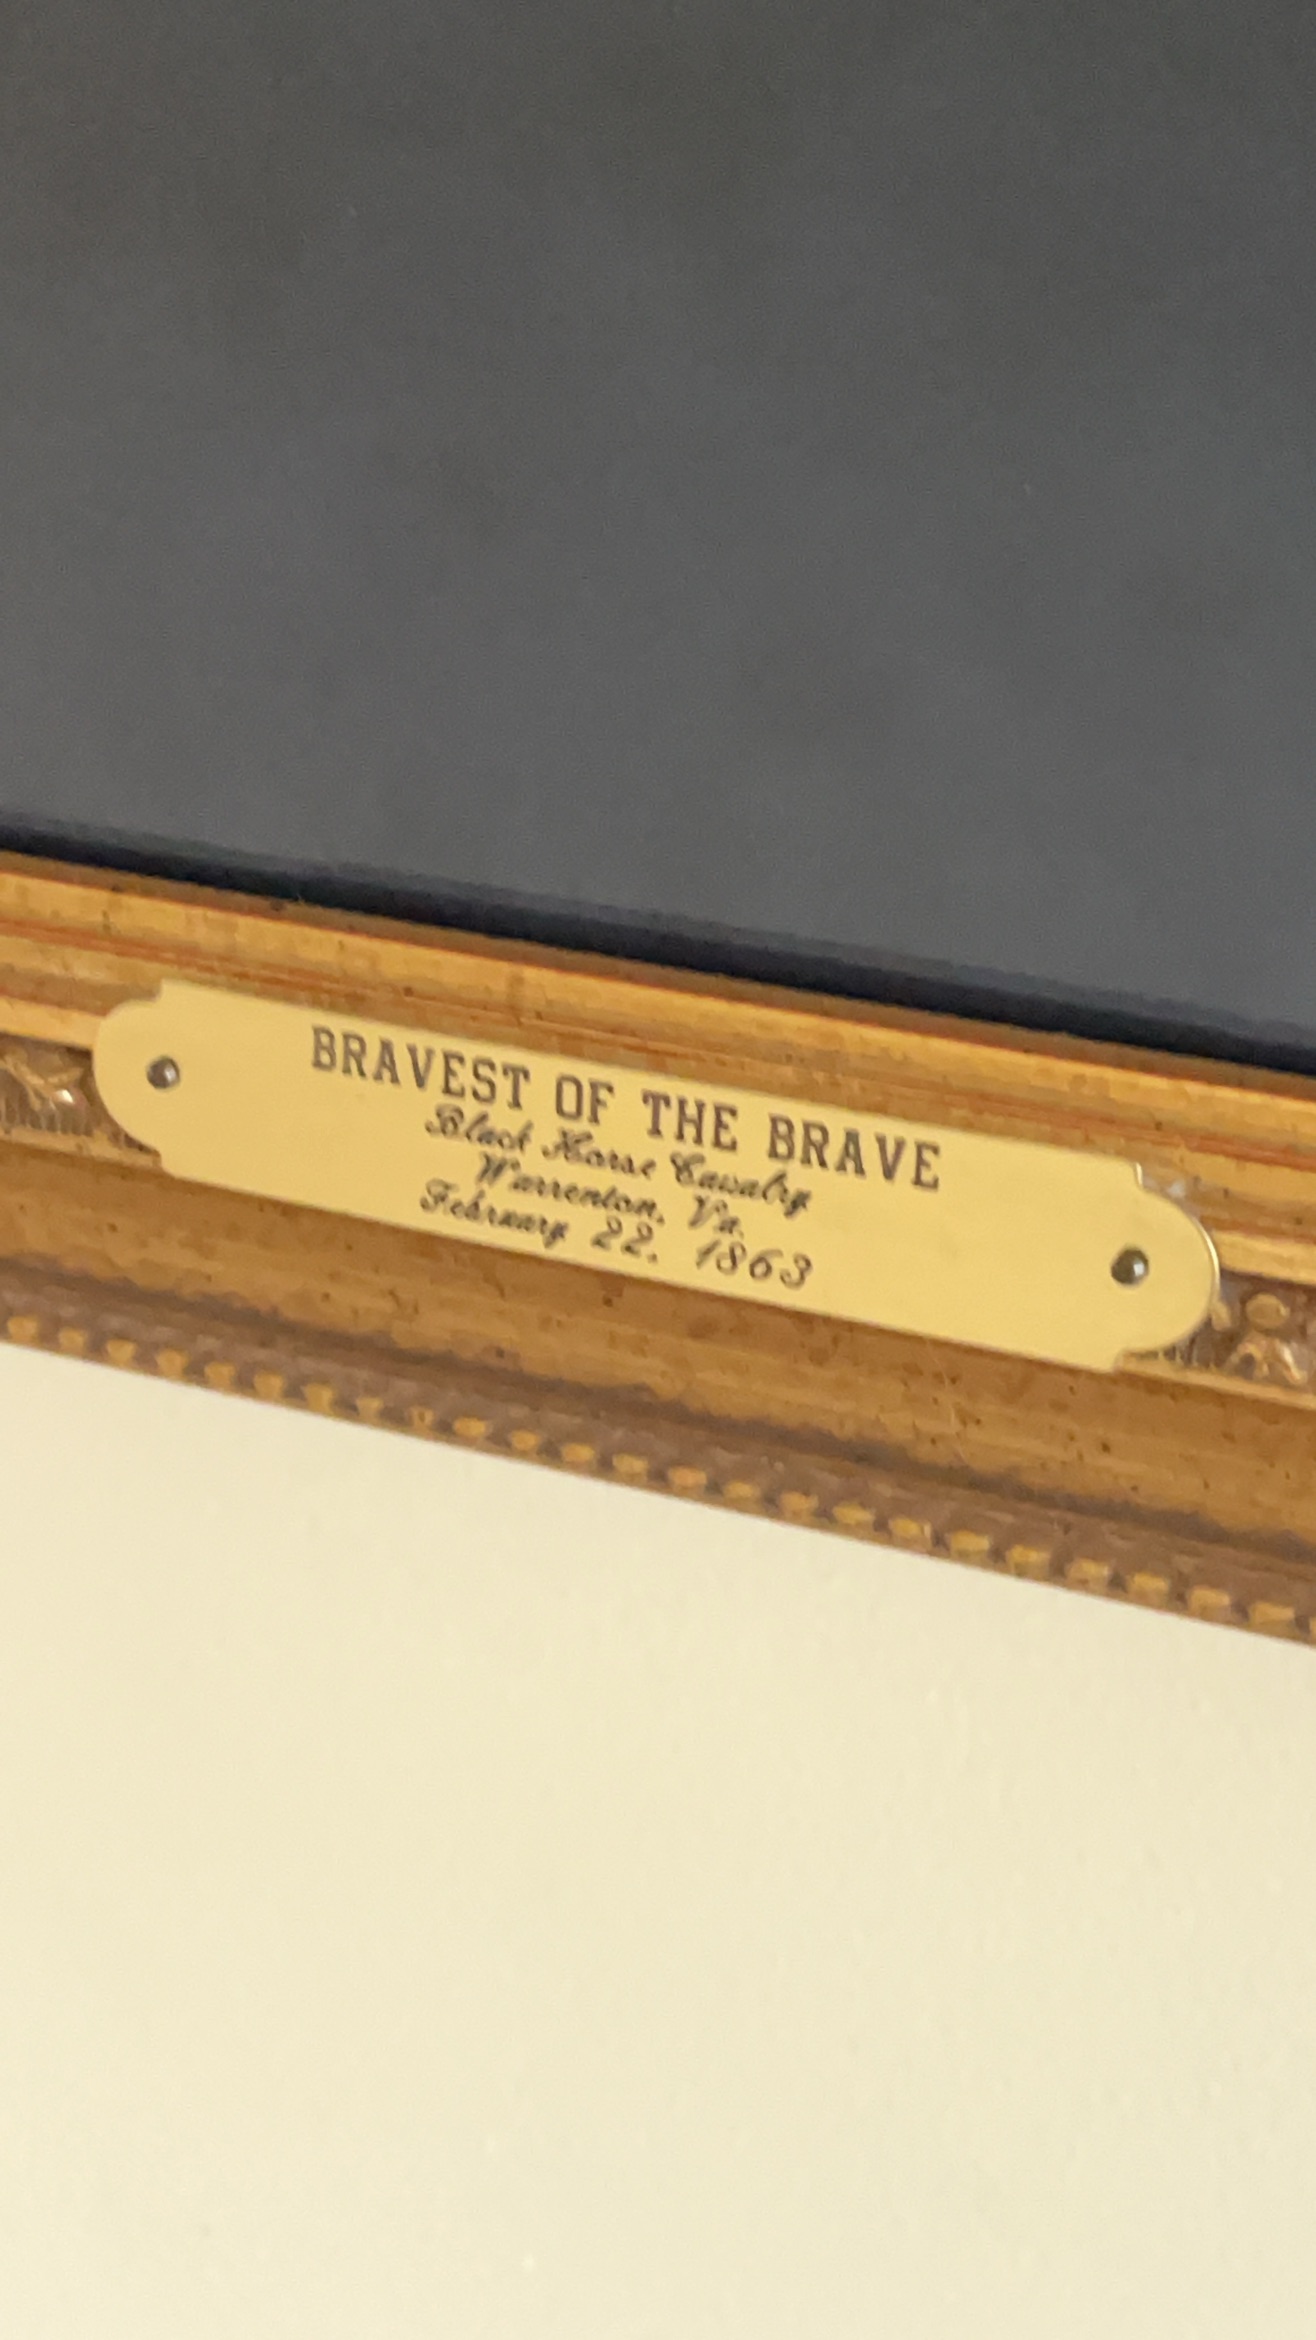 BRAVEST OF THE BRAVE
Black Horse Cavalry
Warrenton, Va.
February 22, 1863